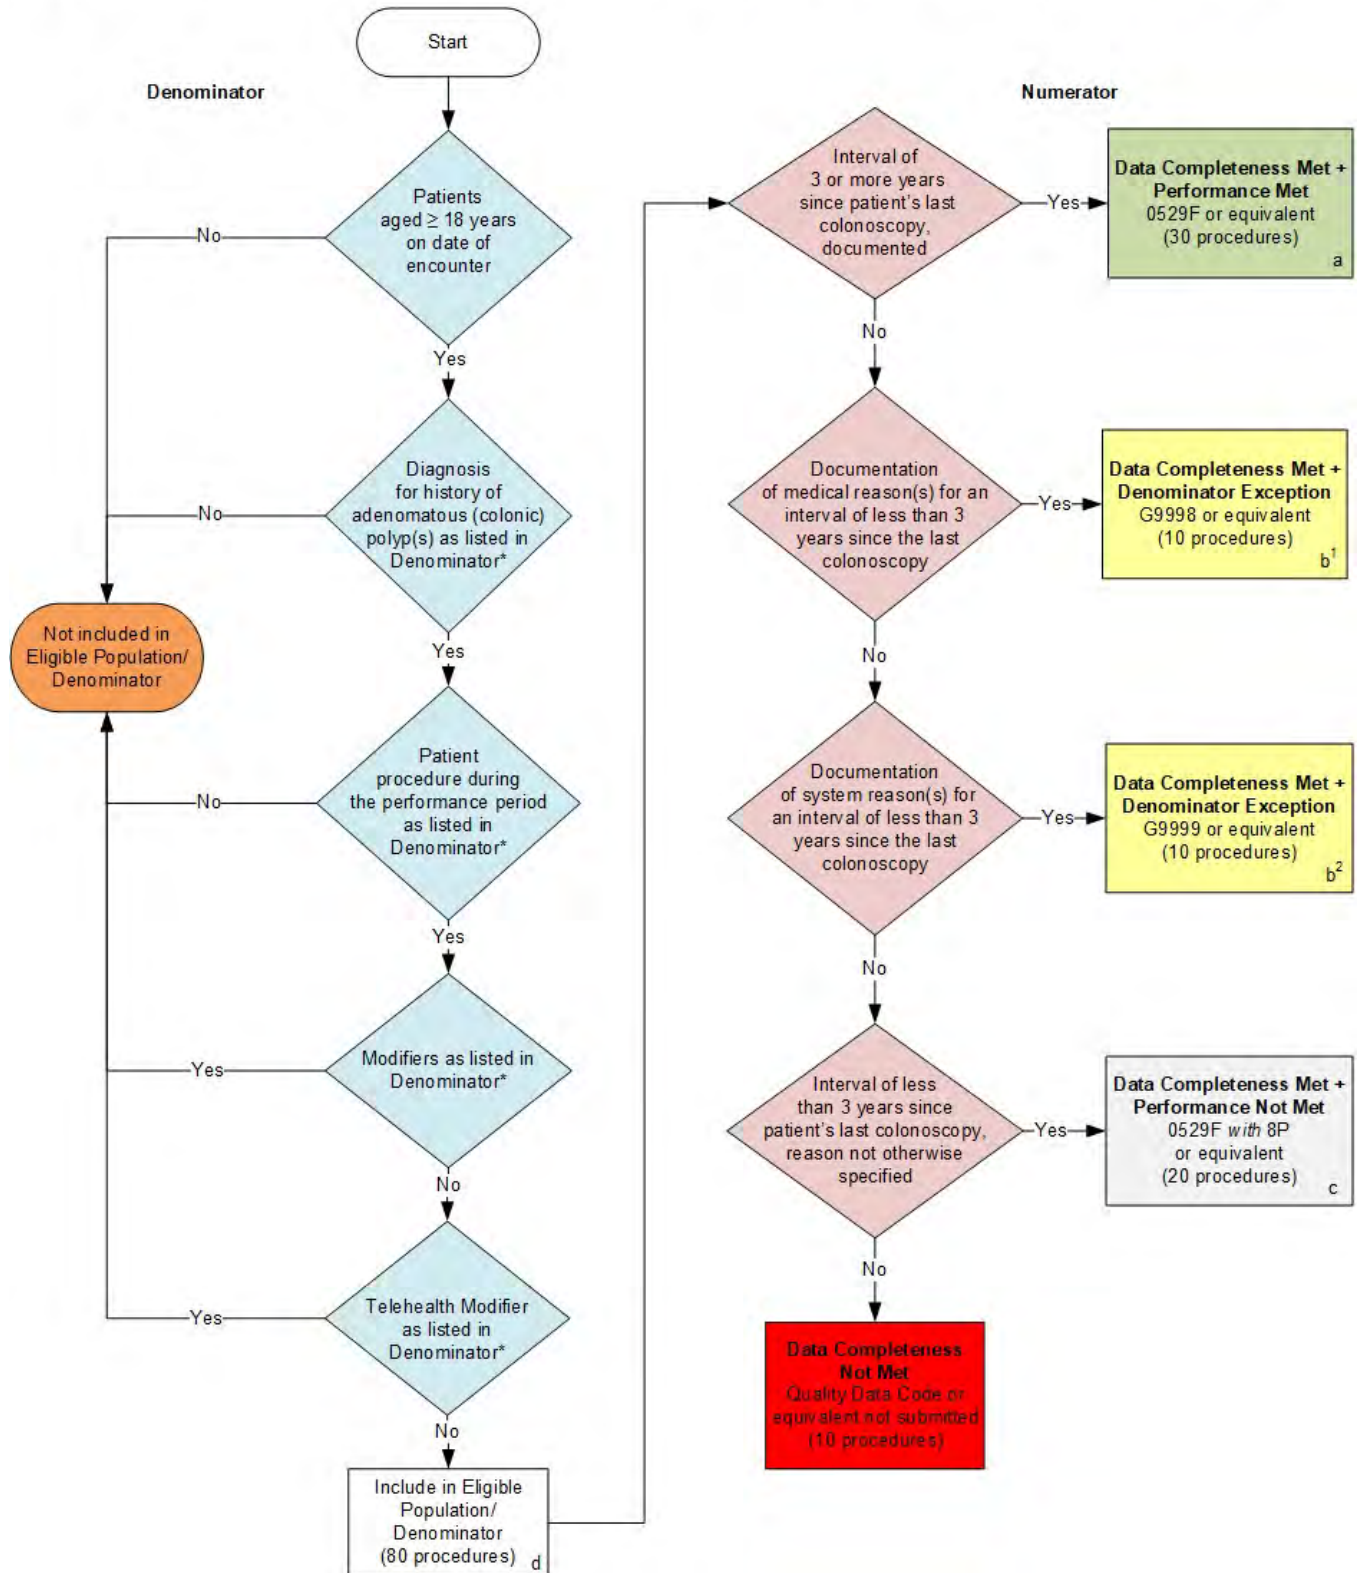 Start
Denominator
Patients
aged ≥ 18 years
on date of
encounter
No
Yes
Diagnosis
for history of
adenomatous (colonic)
polyp(s) as listed in
Denominator*
No
Yes
Not included in
Eligible Population/
Denominator
Patient
procedure during
the performance period
as listed in
Denominator*
No
Yes
Modifiers as listed in
Denominator*
Yes
No
Telehealth Modifier
as listed in
Denominator*
Yes
No
Include in Eligible
Population/
Denominator
(80 procedures) d
Numerator
Interval of
3 or more years
since patient's last
colonoscopy,
documented
Yes
Data Completeness Met +
Performance Met
0529F or equivalent
(30 procedures)
a
No
Documentation
of medical reason(s) for an
interval of less than 3
years since the last
colonoscopy
Yes
Data Completeness Met +
Denominator Exception
G9998 or equivalent
(10 procedures)
b¹
No
Documentation
of system reason(s) for
an interval of less than 3
years since the last
colonoscopy
Yes
Data Completeness Met +
Denominator Exception
G9999 or equivalent
(10 procedures)
b²
No
Interval of less
than 3 years since
patient's last colonoscopy,
reason not otherwise
specified
Yes
Data Completeness Met +
Performance Not Met
0529F with 8P
or equivalent
(20 procedures)
c
No
Data Completeness
Not Met
Quality Data Code or
equivalent not submitted
(10 procedures)